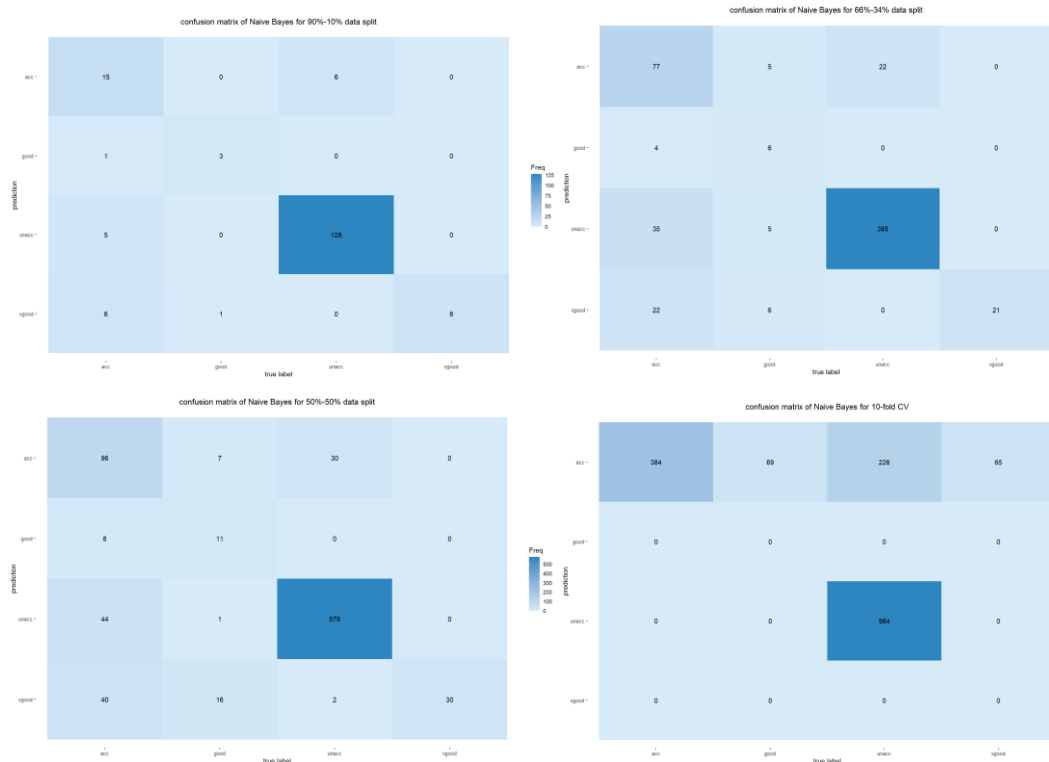 confusion matrix of Naive Bayes for 90%-10% data split
acc
15 0 6 0
good
1 3 0 0
unacc
5 0 128 0
vgood
6 1 0 8
acc good unacc vgood
true label
prediction
Freq
125
100
75
50
25
0
confusion matrix of Naive Bayes for 66%-34% data split
acc
77 5 22 0
good
4 6 0 0
unacc
35 5 385 0
vgood
22 6 0 21
acc good unacc vgood
true label
prediction
confusion matrix of Naive Bayes for 50%-50% data split
acc
96 7 30 0
good
8 11 0 0
unacc
44 1 579 0
vgood
40 16 2 30
acc good unacc vgood
true label
prediction
Freq
500
400
300
200
100
0
confusion matrix of Naive Bayes for 10-fold CV
acc
384 69 226 65
good
0 0 0 0
unacc
0 0 984 0
vgood
0 0 0 0
acc good unacc vgood
true label
prediction